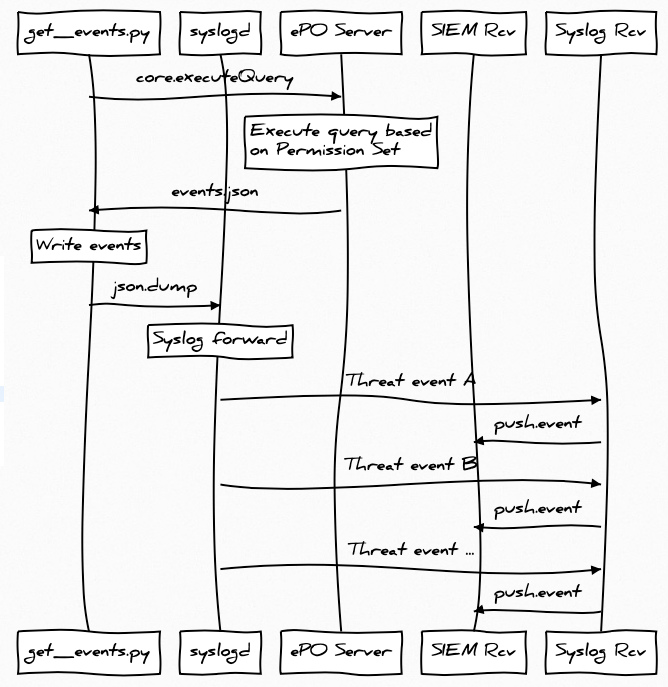 get__events.py
syslogd
ePO Server
SIEM Rcv
Syslog Rcv
core.executeQuery
Execute query based
on Permission Set
events.json
Write events
json.dump
Syslog forward
Threat event A
push.event
Threat event B
push.event
Threat event ...
push.event
get__events.py
syslogd
ePO Server
SIEM Rcv
Syslog Rcv